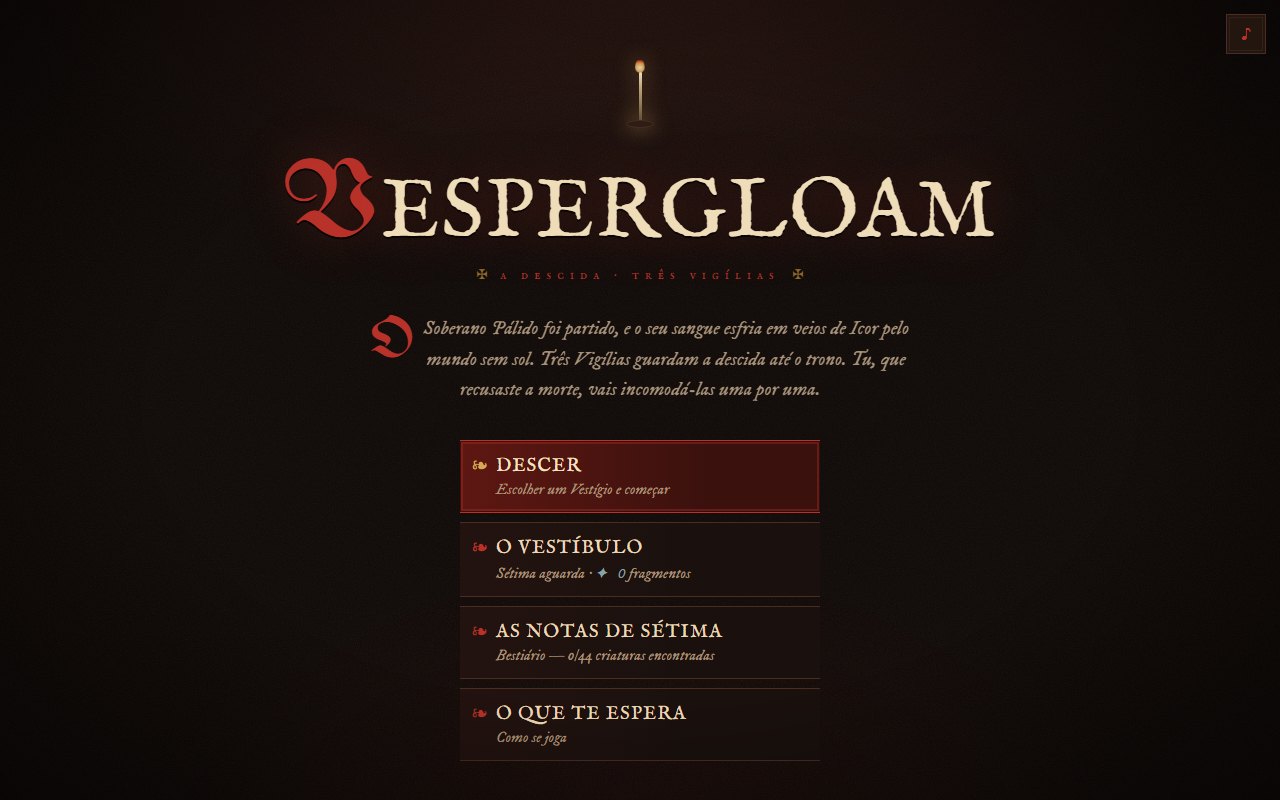 ♪
VESPERGLOAM
✠ A DESCIDA · TRÊS VIGÍLIAS ✠
O Soberano Pálido foi partido, e o seu sangue esfria em veios de Icor pelo
mundo sem sol. Três Vigílias guardam a descida até o trono. Tu, que
recusaste a morte, vais incomodá-las uma por uma.
❧ DESCER
Escolher um Vestígio e começar
❧ O VESTÍBULO
Sétima aguarda · ✦ 0 fragmentos
❧ AS NOTAS DE SÉTIMA
Bestiário — 0/44 criaturas encontradas
❧ O QUE TE ESPERA
Como se joga